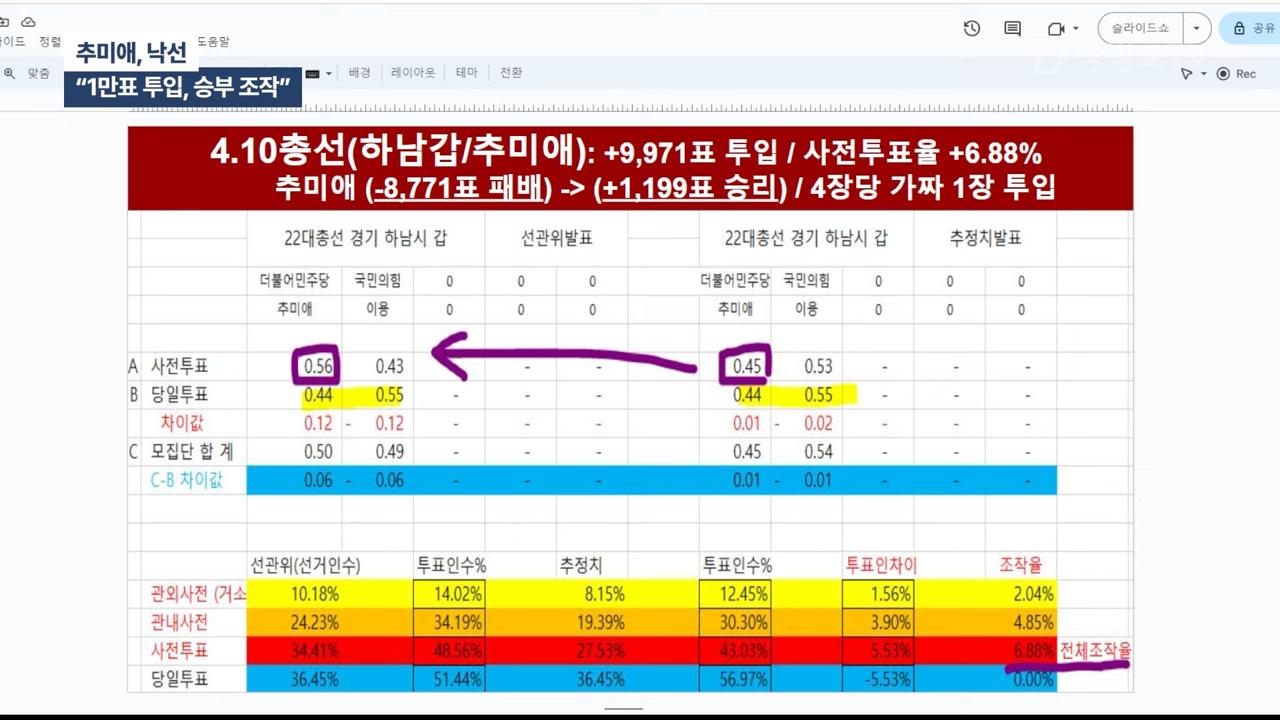 이드 정렬 도움말
추미애, 낙선
“1만표 투입, 승부 조작”
맞춤 배경 레이아웃 테마 전환
슬라이드쇼 공유
Rec
4.10총선(하남갑/추미애): +9,971표 투입 / 사전투표율 +6.88%
추미애 (-8,771표 패배) -> (+1,199표 승리) / 4장당 가짜 1장 투입
22대총선 경기 하남시 갑 선관위발표 22대총선 경기 하남시 갑 추정치발표
더불어민주당 국민의힘 0 0 0 더불어민주당 국민의힘 0 0 0
추미애 이용 0 0 0 추미애 이용 0 0 0
A 사전투표 0.56 0.43 - - 0.45 0.53 - - -
B 당일투표 0.44 0.55 - - - 0.44 0.55 - - -
차이값 0.12 - 0.12 - - - 0.01 - 0.02 - - -
C 모집단 합 계 0.50 0.49 - - - 0.45 0.54 - - -
C-B 차이값 0.06 - 0.06 - - - 0.01 - 0.01 - - -
선관위(선거인수) 투표인수% 추정치 투표인수% 투표인차이 조작율
관외사전 (거소 10.18% 14.02% 8.15% 12.45% 1.56% 2.04%
관내사전 24.23% 34.19% 19.39% 30.30% 3.90% 4.85%
사전투표 34.41% 48.56% 27.53% 43.03% 5.53% 6.88% 전체조작율
당일투표 36.45% 51.44% 36.45% 56.97% -5.53% 0.00%